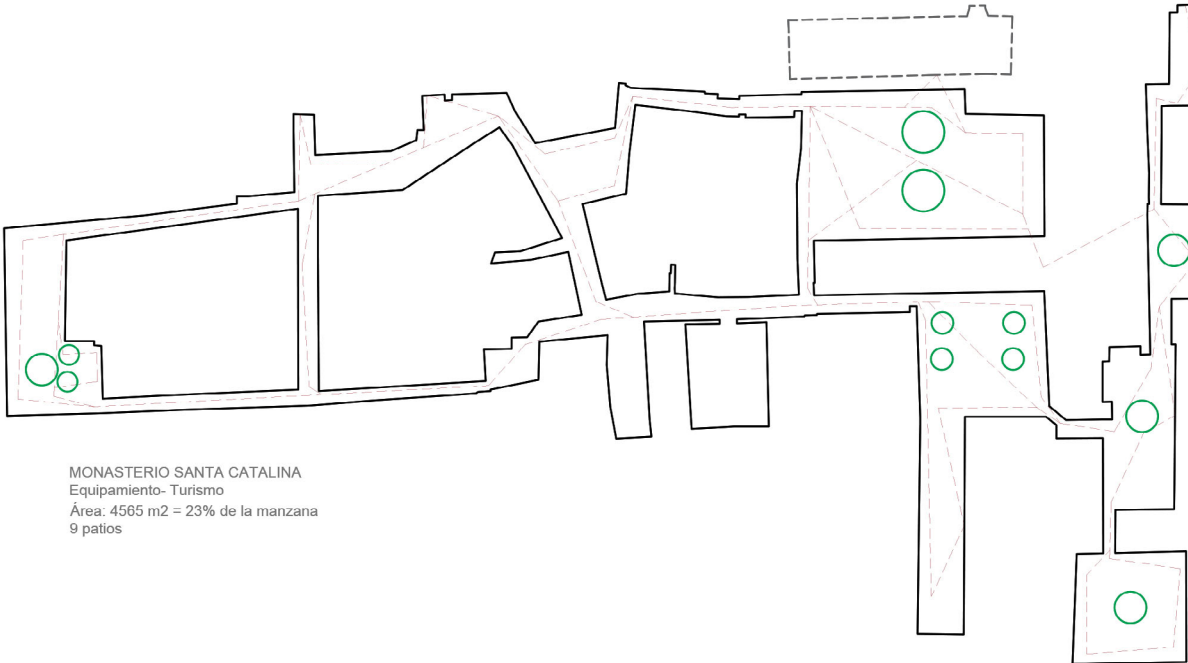 MONASTERIO SANTA CATALINA
Equipamiento- Turismo
Área: 4565 m2 = 23% de la manzana
9 patios